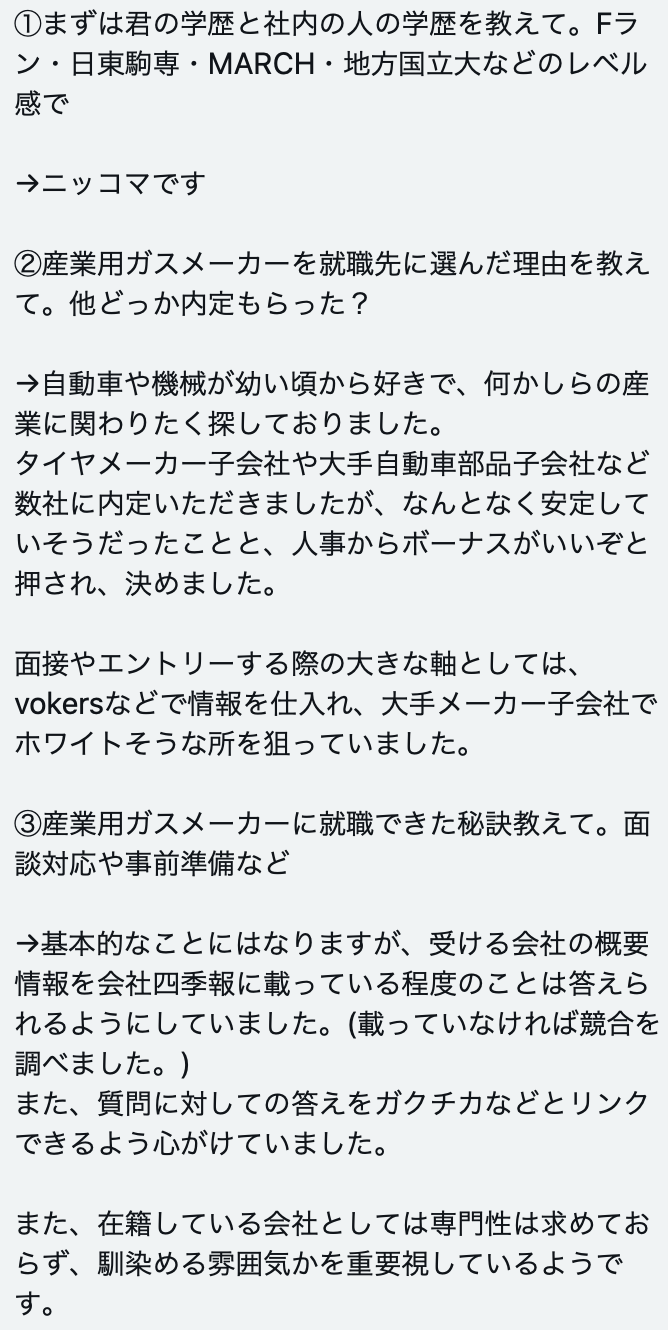 ①まずは君の学歴と社内の人の学歴を教えて。Fラ
ン・日東駒専・MARCH・地方国立大などのレベル
感で
→ニッコマです
②産業用ガスメーカーを就職先に選んだ理由を教え
て。他どっか内定もらった？
→自動車や機械が幼い頃から好きで、何かしらの産
業に関わりたく探しておりました。
タイヤメーカー子会社や大手自動車部品子会社など
数社に内定いただきましたが、なんとなく安定して
いそうだったことと、人事からボーナスがいいぞと
押され、決めました。
面接やエントリーする際の大きな軸としては、
vokersなどで情報を仕入れ、大手メーカー子会社で
ホワイトそうな所を狙っていました。
③産業用ガスメーカーに就職できた秘訣教えて。面
談対応や事前準備など
→基本的なことにはなりますが、受ける会社の概要
情報を会社四季報に載っている程度のことは答えら
れるようにしていました。(載っていなければ競合を
調べました。)
また、質問に対しての答えをガクチカなどとリンク
できるよう心がけていました。
また、在籍している会社としては専門性は求めてお
らず、馴染める雰囲気かを重要視しているようで
す。